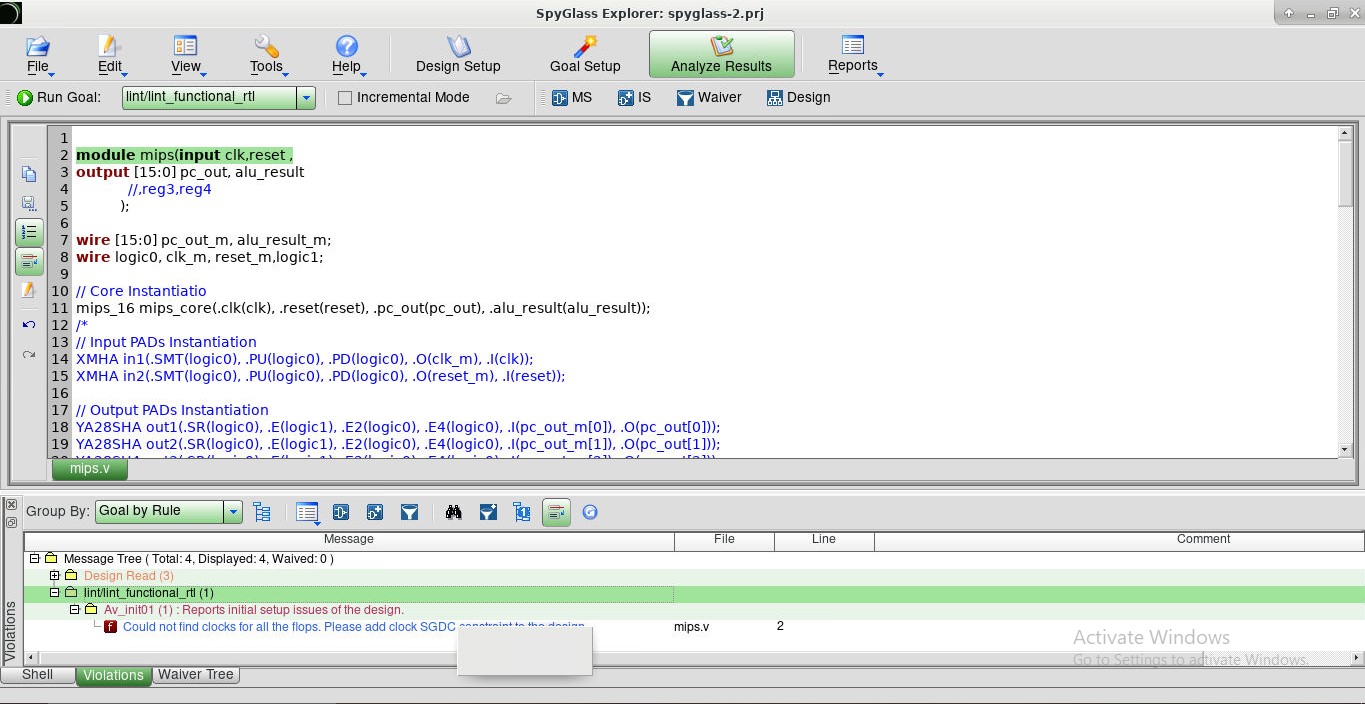 SpyGlass Explorer: spyglass-2.prj
File Edit View Tools Help Design Setup Goal Setup Analyze Results Reports
Run Goal: lint/lint_functional_rtl Incremental Mode MS IS Waiver Design
1
2 module mips(input clk,reset ,
3 output [15:0] pc_out, alu_result
4 //,reg3,reg4
5 );
6
7 wire [15:0] pc_out_m, alu_result_m;
8 wire logic0, clk_m, reset_m,logic1;
9
10 // Core Instantiatio
11 mips_16 mips_core(.clk(clk), .reset(reset), .pc_out(pc_out), .alu_result(alu_result));
12 /*
13 // Input PADs Instantiation
14 XMHA in1(.SMT(logic0), .PU(logic0), .PD(logic0), .O(clk_m), .I(clk));
15 XMHA in2(.SMT(logic0), .PU(logic0), .PD(logic0), .O(reset_m), .I(reset));
16
17 // Output PADs Instantiation
18 YA28SHA out1(.SR(logic0), .E(logic1), .E2(logic0), .E4(logic0), .I(pc_out_m[0]), .O(pc_out[0]));
19 YA28SHA out2(.SR(logic0), .E(logic1), .E2(logic0), .E4(logic0), .I(pc_out_m[1]), .O(pc_out[1]));
mips.v
Group By: Goal by Rule
Message File Line Comment
Message Tree ( Total: 4, Displayed: 4, Waived: 0 )
Design Read (3)
lint/lint_functional_rtl (1)
Av_init01 (1) : Reports initial setup issues of the design.
Could not find clocks for all the flops. Please add clock SGDC mips.v 2
Violations
Activate Windows
Go to Settings to activate Windows.
Shell Violations Waiver Tree